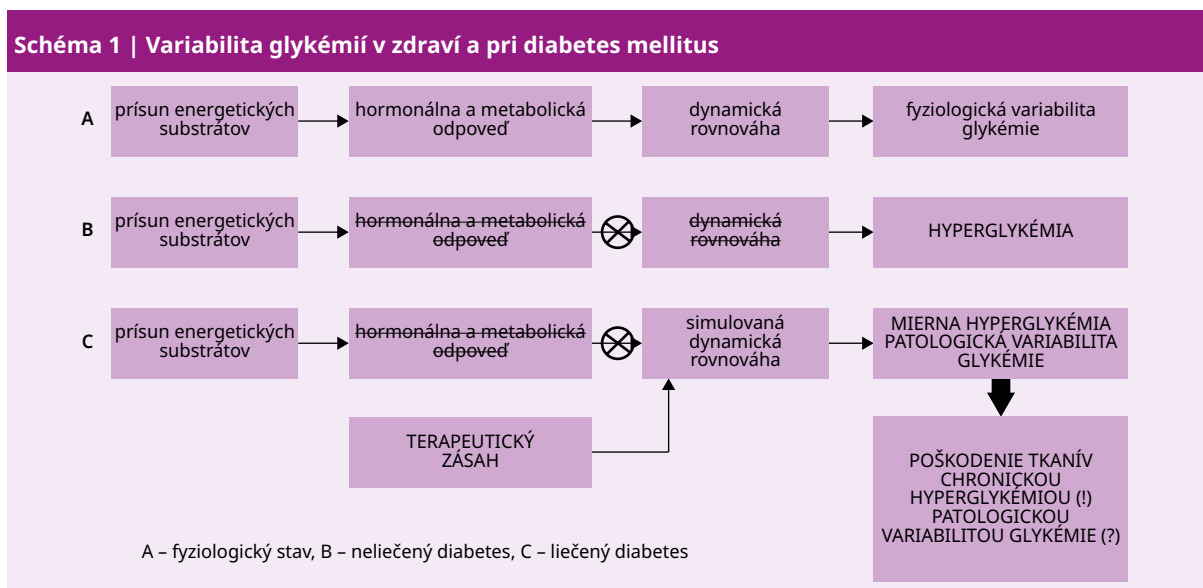 Schéma 1 | Variabilita glykémií v zdraví a pri diabetes mellitus
A
prísun energetických
substrátov
hormonálna a metabolická
odpoveď
dynamická
rovnováha
fyziologická variabilita
glykémie
B
prísun energetických
substrátov
hormonálna a metabolická
odpoveď
dynamická
rovnováha
HYPERGLYKÉMIA
C
prísun energetických
substrátov
hormonálna a metabolická
odpoveď
simulovaná
dynamická
rovnováha
MIERNA HYPERGLYKÉMIA
PATOLOGICKÁ VARIABILITA
GLYKÉMIE
TERAPEUTICKÝ
ZÁSAH
POŠKODENIE TKANÍV
CHRONICKOU
HYPERGLYKÉMIOU (!)
PATOLOGICKOU
VARIABILITOU GLYKÉMIE (?)
A – fyziologický stav, B – neliečený diabetes, C – liečený diabetes